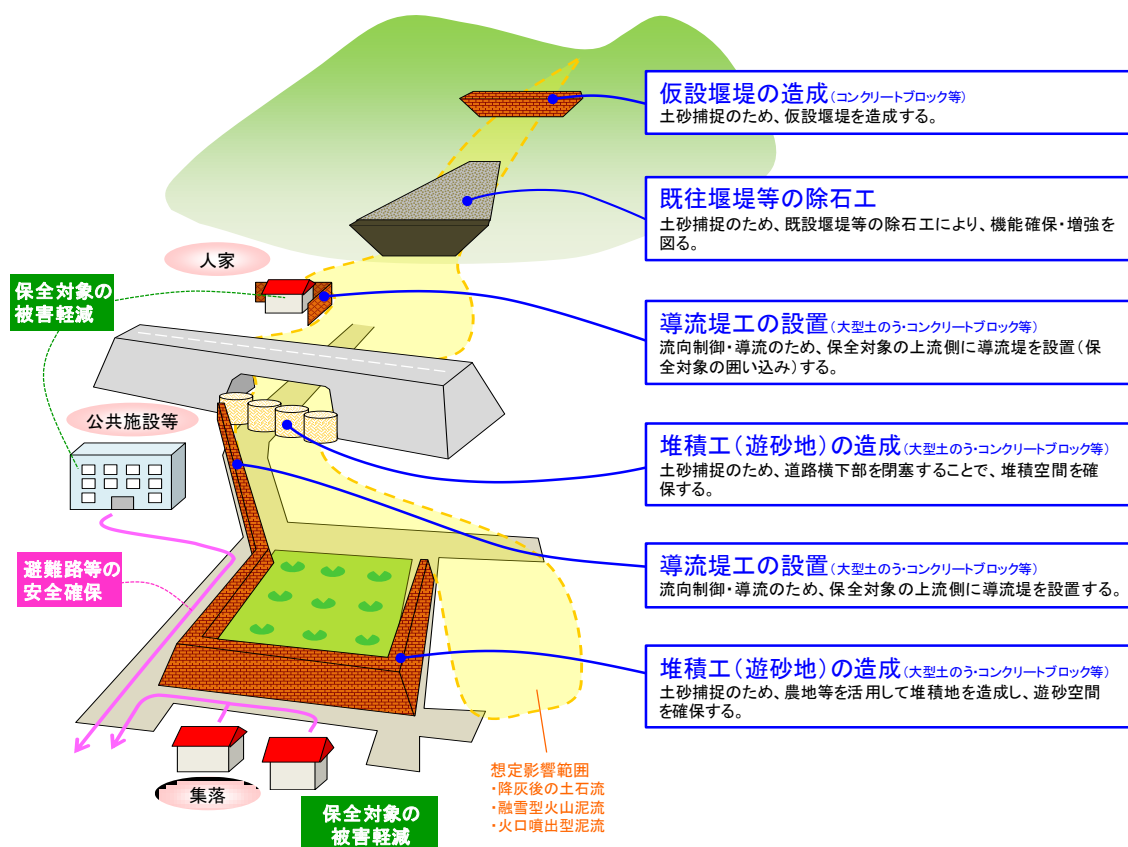 仮設堰堤の造成(コンクリートブロック等)
土砂捕捉のため、仮設堰堤を造成する。
既往堰堤等の除石工
土砂捕捉のため、既設堰堤等の除石工により、機能確保・増強を
図る。
人家
保全対象の
被害軽減
導流堤工の設置(大型土のう・コンクリートブロック等)
流向制御・導流のため、保全対象の上流側に導流堤を設置(保
全対象の囲い込み)する。
公共施設等
堆積工(遊砂地)の造成(大型土のう・コンクリートブロック等)
土砂捕捉のため、道路横下部を閉塞することで、堆積空間を確
保する。
避難路等の
安全確保
導流堤工の設置(大型土のう・コンクリートブロック等)
流向制御・導流のため、保全対象の上流側に導流堤を設置する。
堆積工(遊砂地)の造成(大型土のう・コンクリートブロック等)
土砂捕捉のため、農地等を活用して堆積地を造成し、遊砂空間
を確保する。
想定影響範囲
・降灰後の土石流
・融雪型火山泥流
・火口噴出型泥流
集落
保全対象の
被害軽減